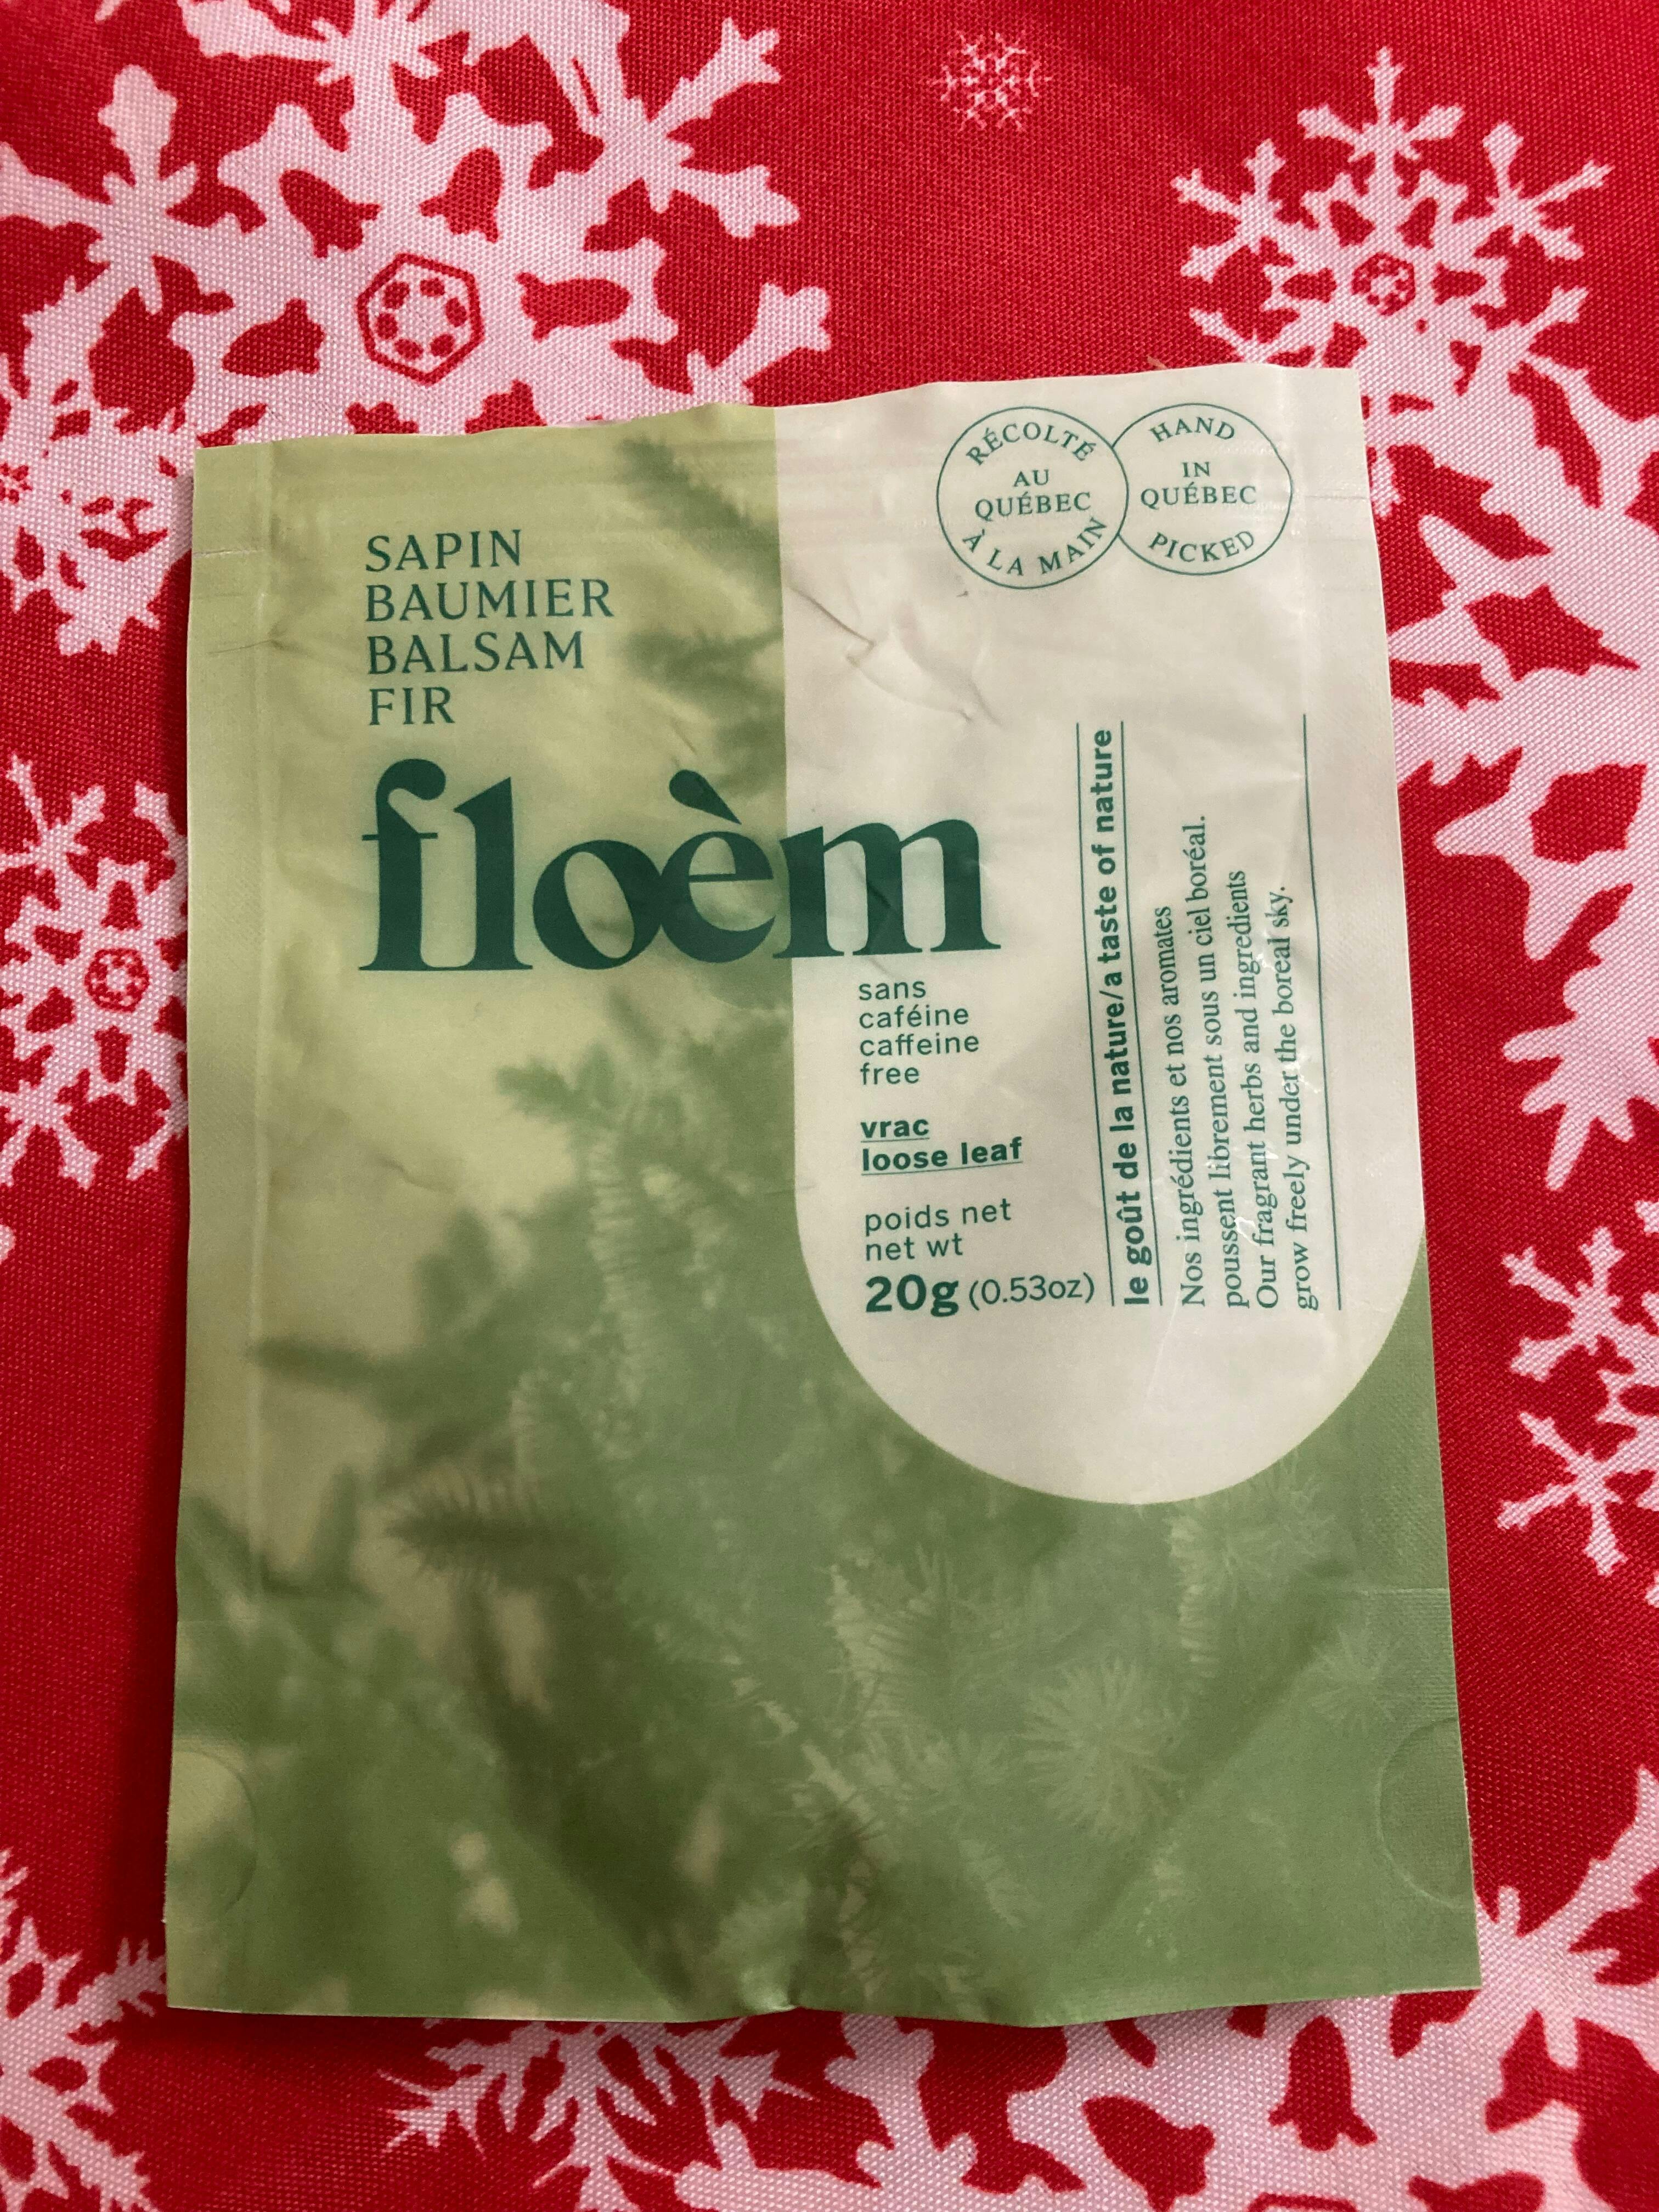 RÉCOLTÉ
AU
QUÉBEC
À LA MAIN
HAND
IN
QUÉBEC
PICKED
SAPIN
BAUMIER
BALSAM
FIR
floèm
sans
caféine
caffeine
free
vrac
loose leaf
poids net
net wt
20g (0.53oz)
le goût de la nature/a taste of nature
Nos ingrédients et nos aromates
poussent librement sous un ciel boréal.
Our fragrant herbs and ingredients
grow freely under the boreal sky.